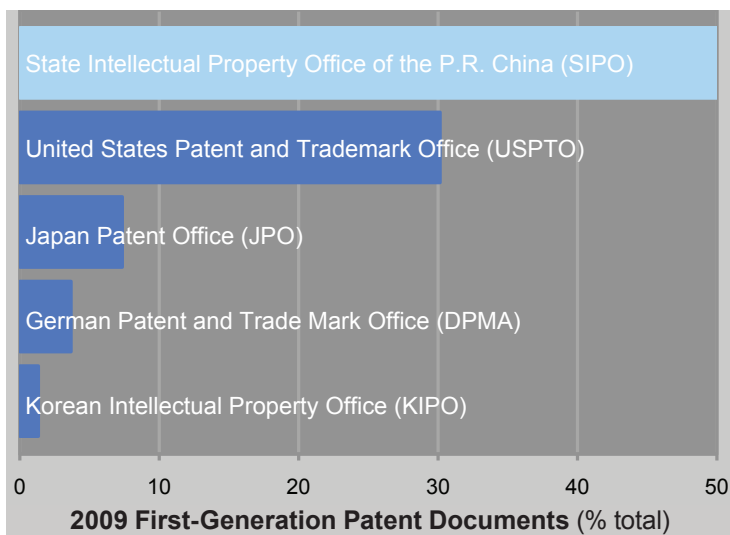 State Intellectual Property Office of the P.R. China (SIPO)
United States Patent and Trademark Office (USPTO)
Japan Patent Office (JPO)
German Patent and Trade Mark Office (DPMA)
Korean Intellectual Property Office (KIPO)
0 10 20 30 40 50
2009 First-Generation Patent Documents (% total)